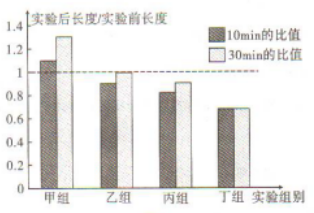 实验后长度/实验前长度
10min的比值
30min的比值
1.4
1.2
1
0.8
0.6
0.4
0.2
0
甲组
乙组
丙组
丁组
实验组别